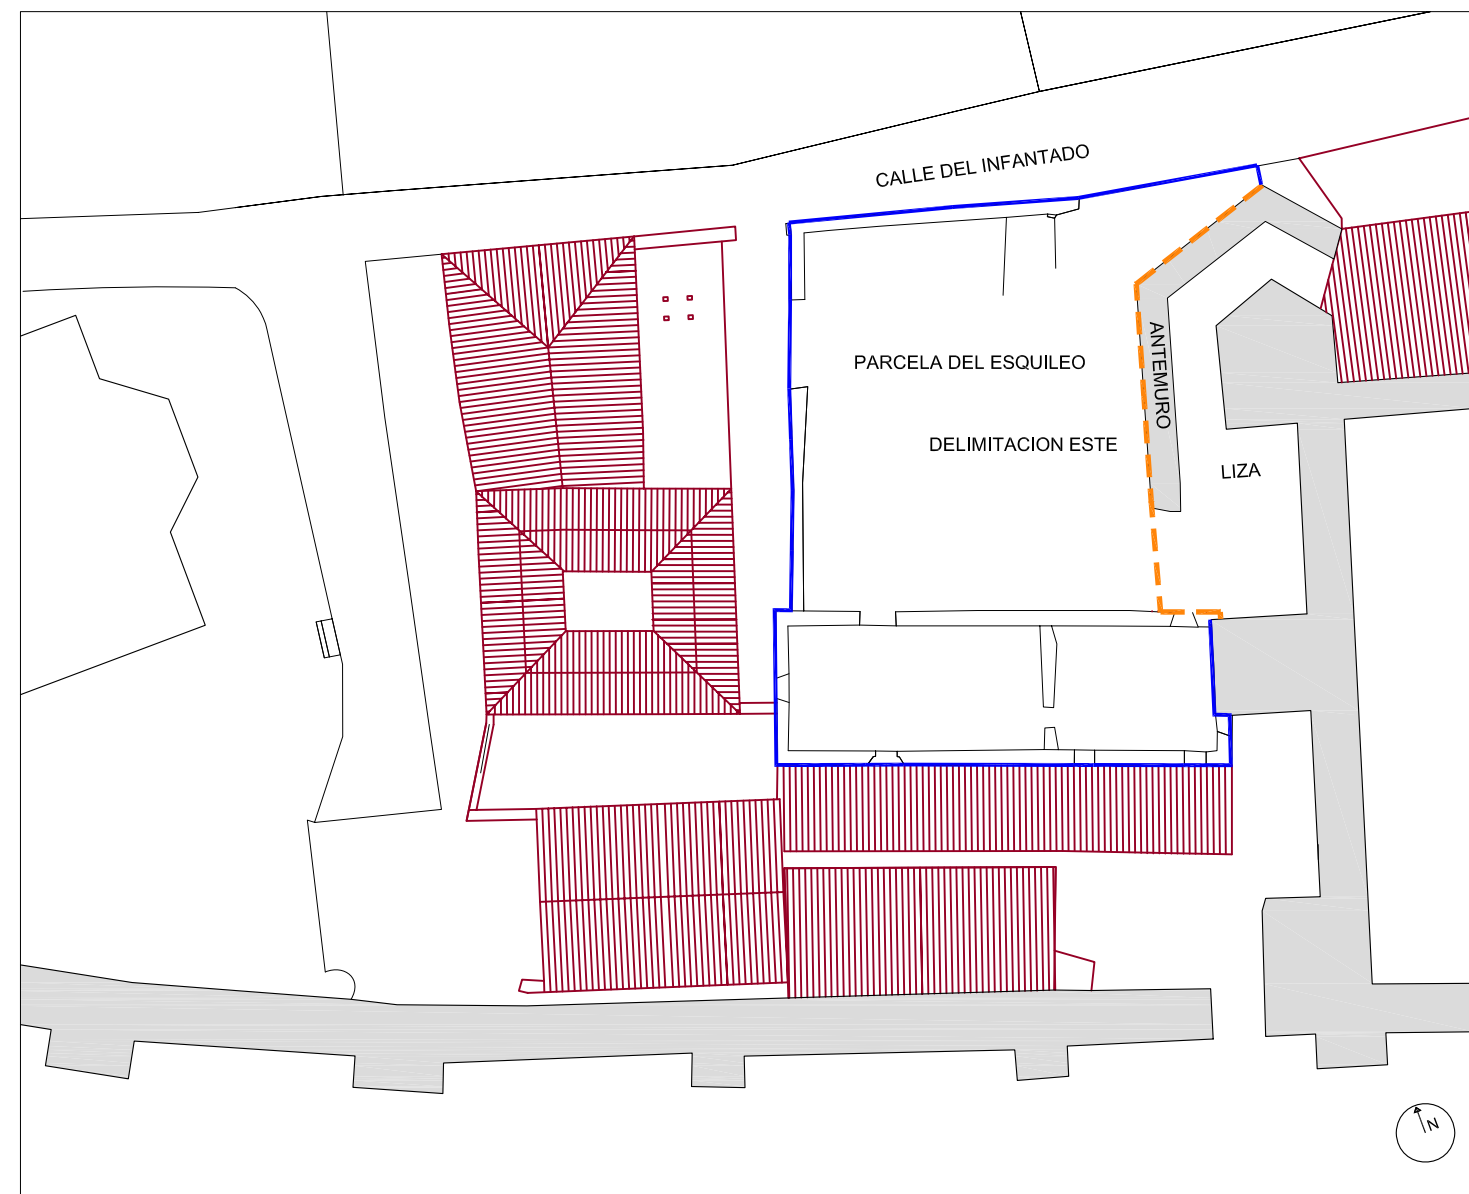 CALLE DEL INFANTADO
PARCELA DEL ESQUILEO
ANTEMURO
DELIMITACION ESTE
LIZA
N